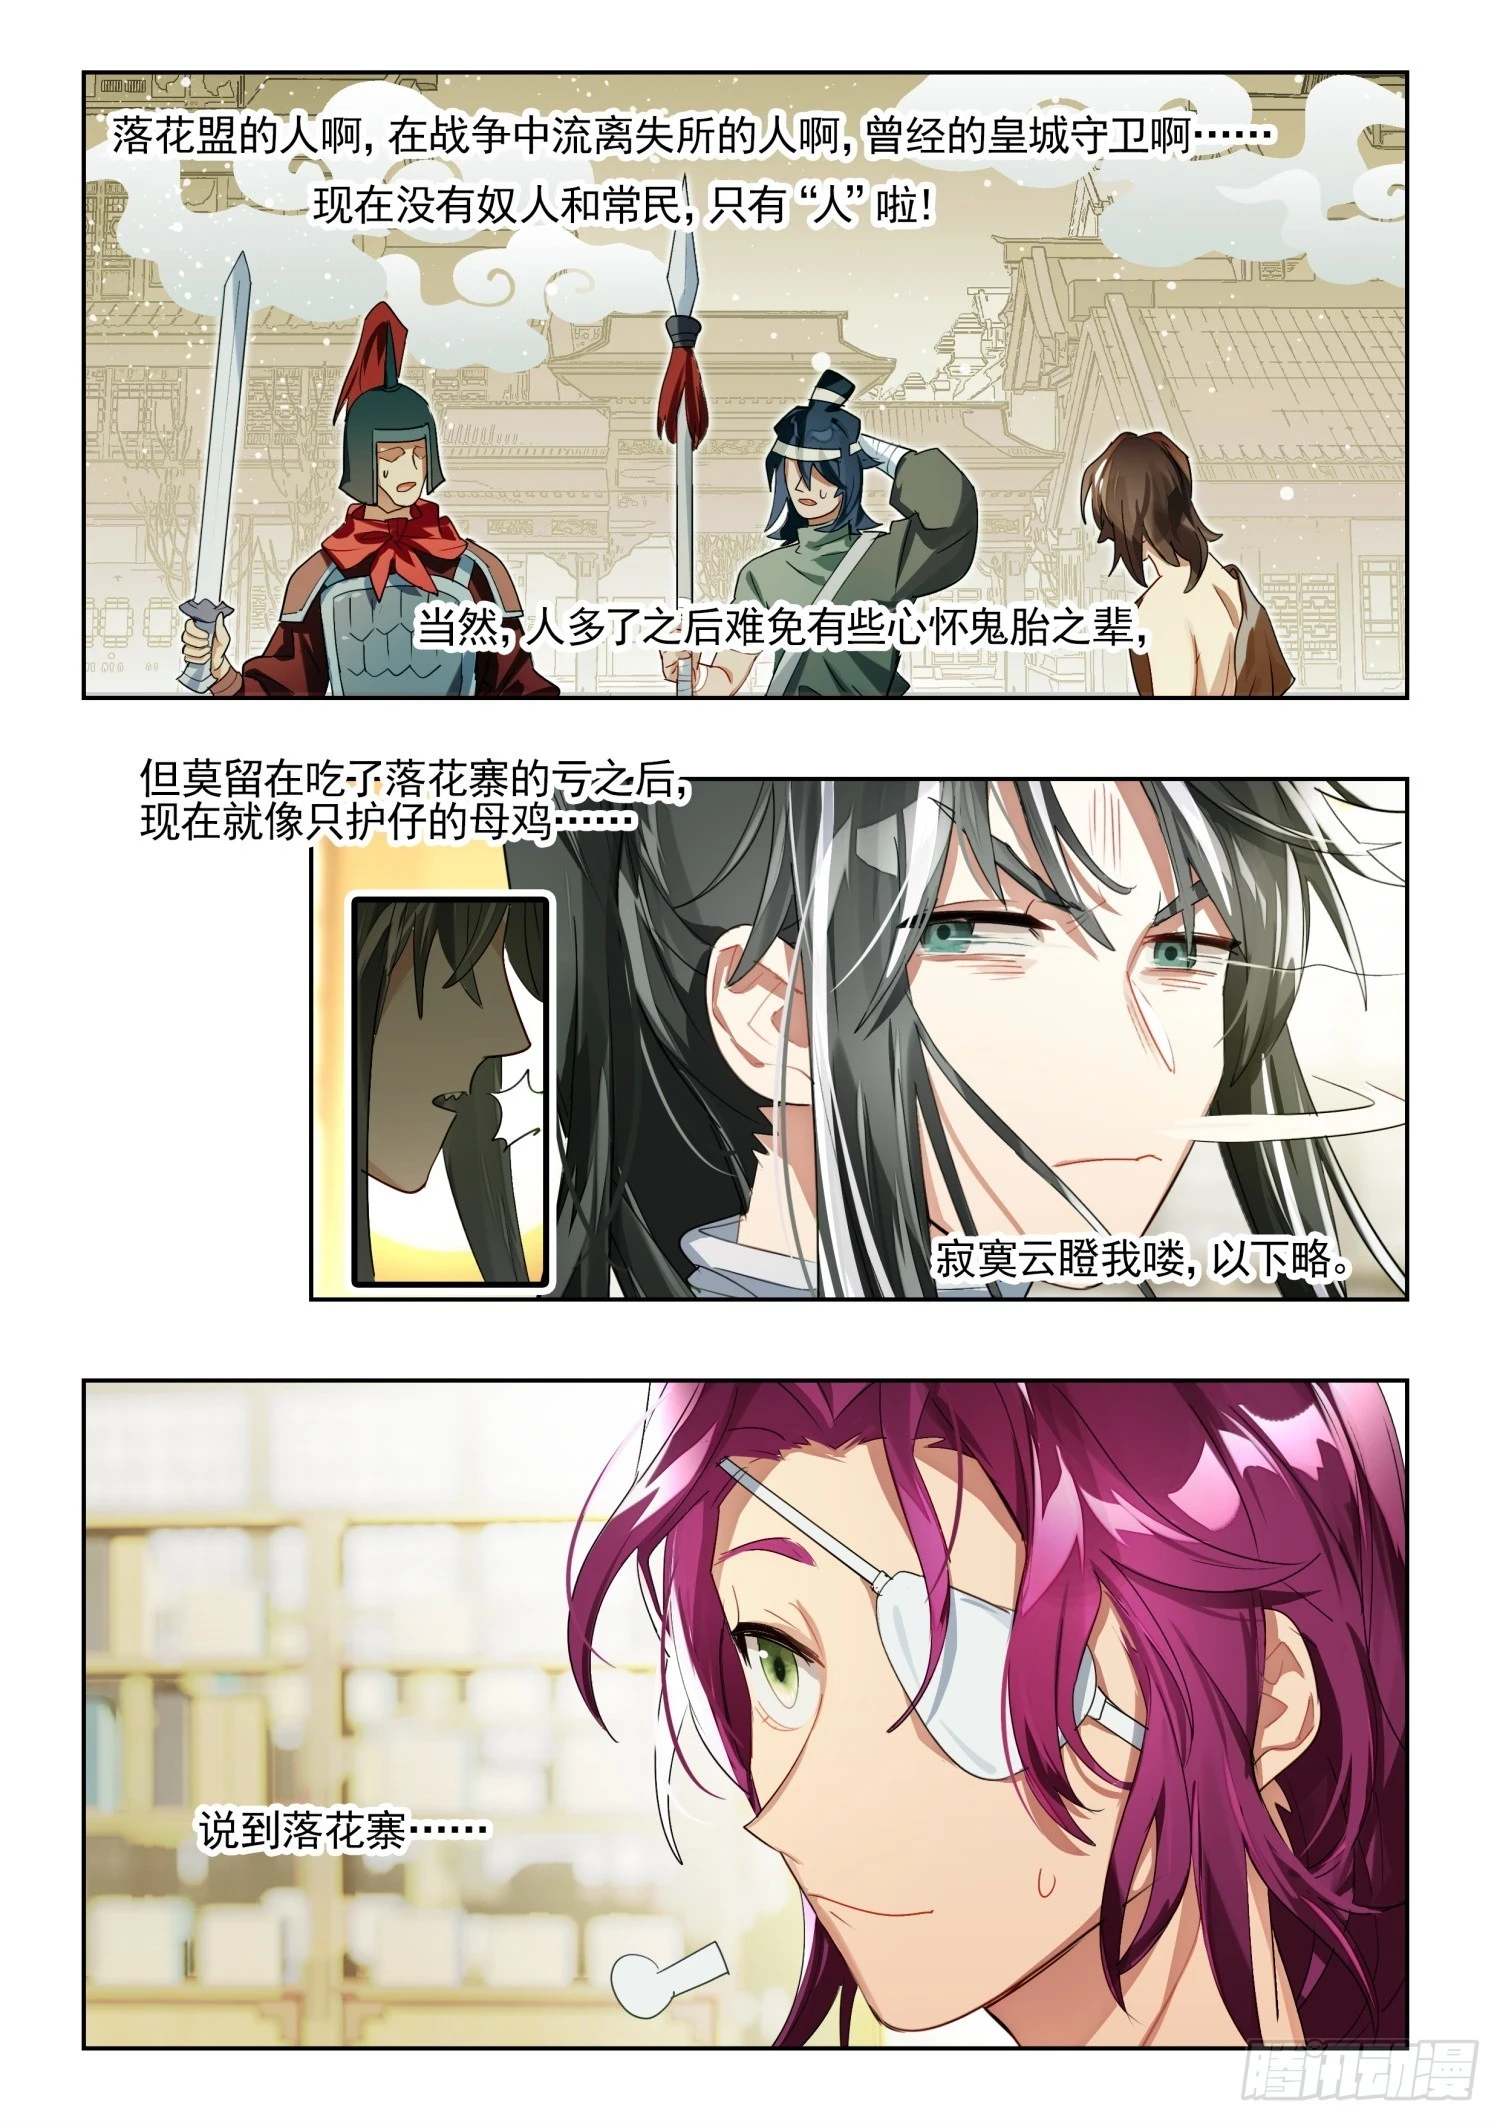 落花盟的人啊，在战争中流离失所的人啊，曾经的皇城守卫啊……
现在没有奴人和常民，只有“人”啦！
当然，人多了之后难免有些心怀鬼胎之辈，
但莫留在吃了落花寨的亏之后，
现在就像只护仔的母鸡……
寂寞云瞪我喽，以下略。
说到落花寨……
腾讯动漫